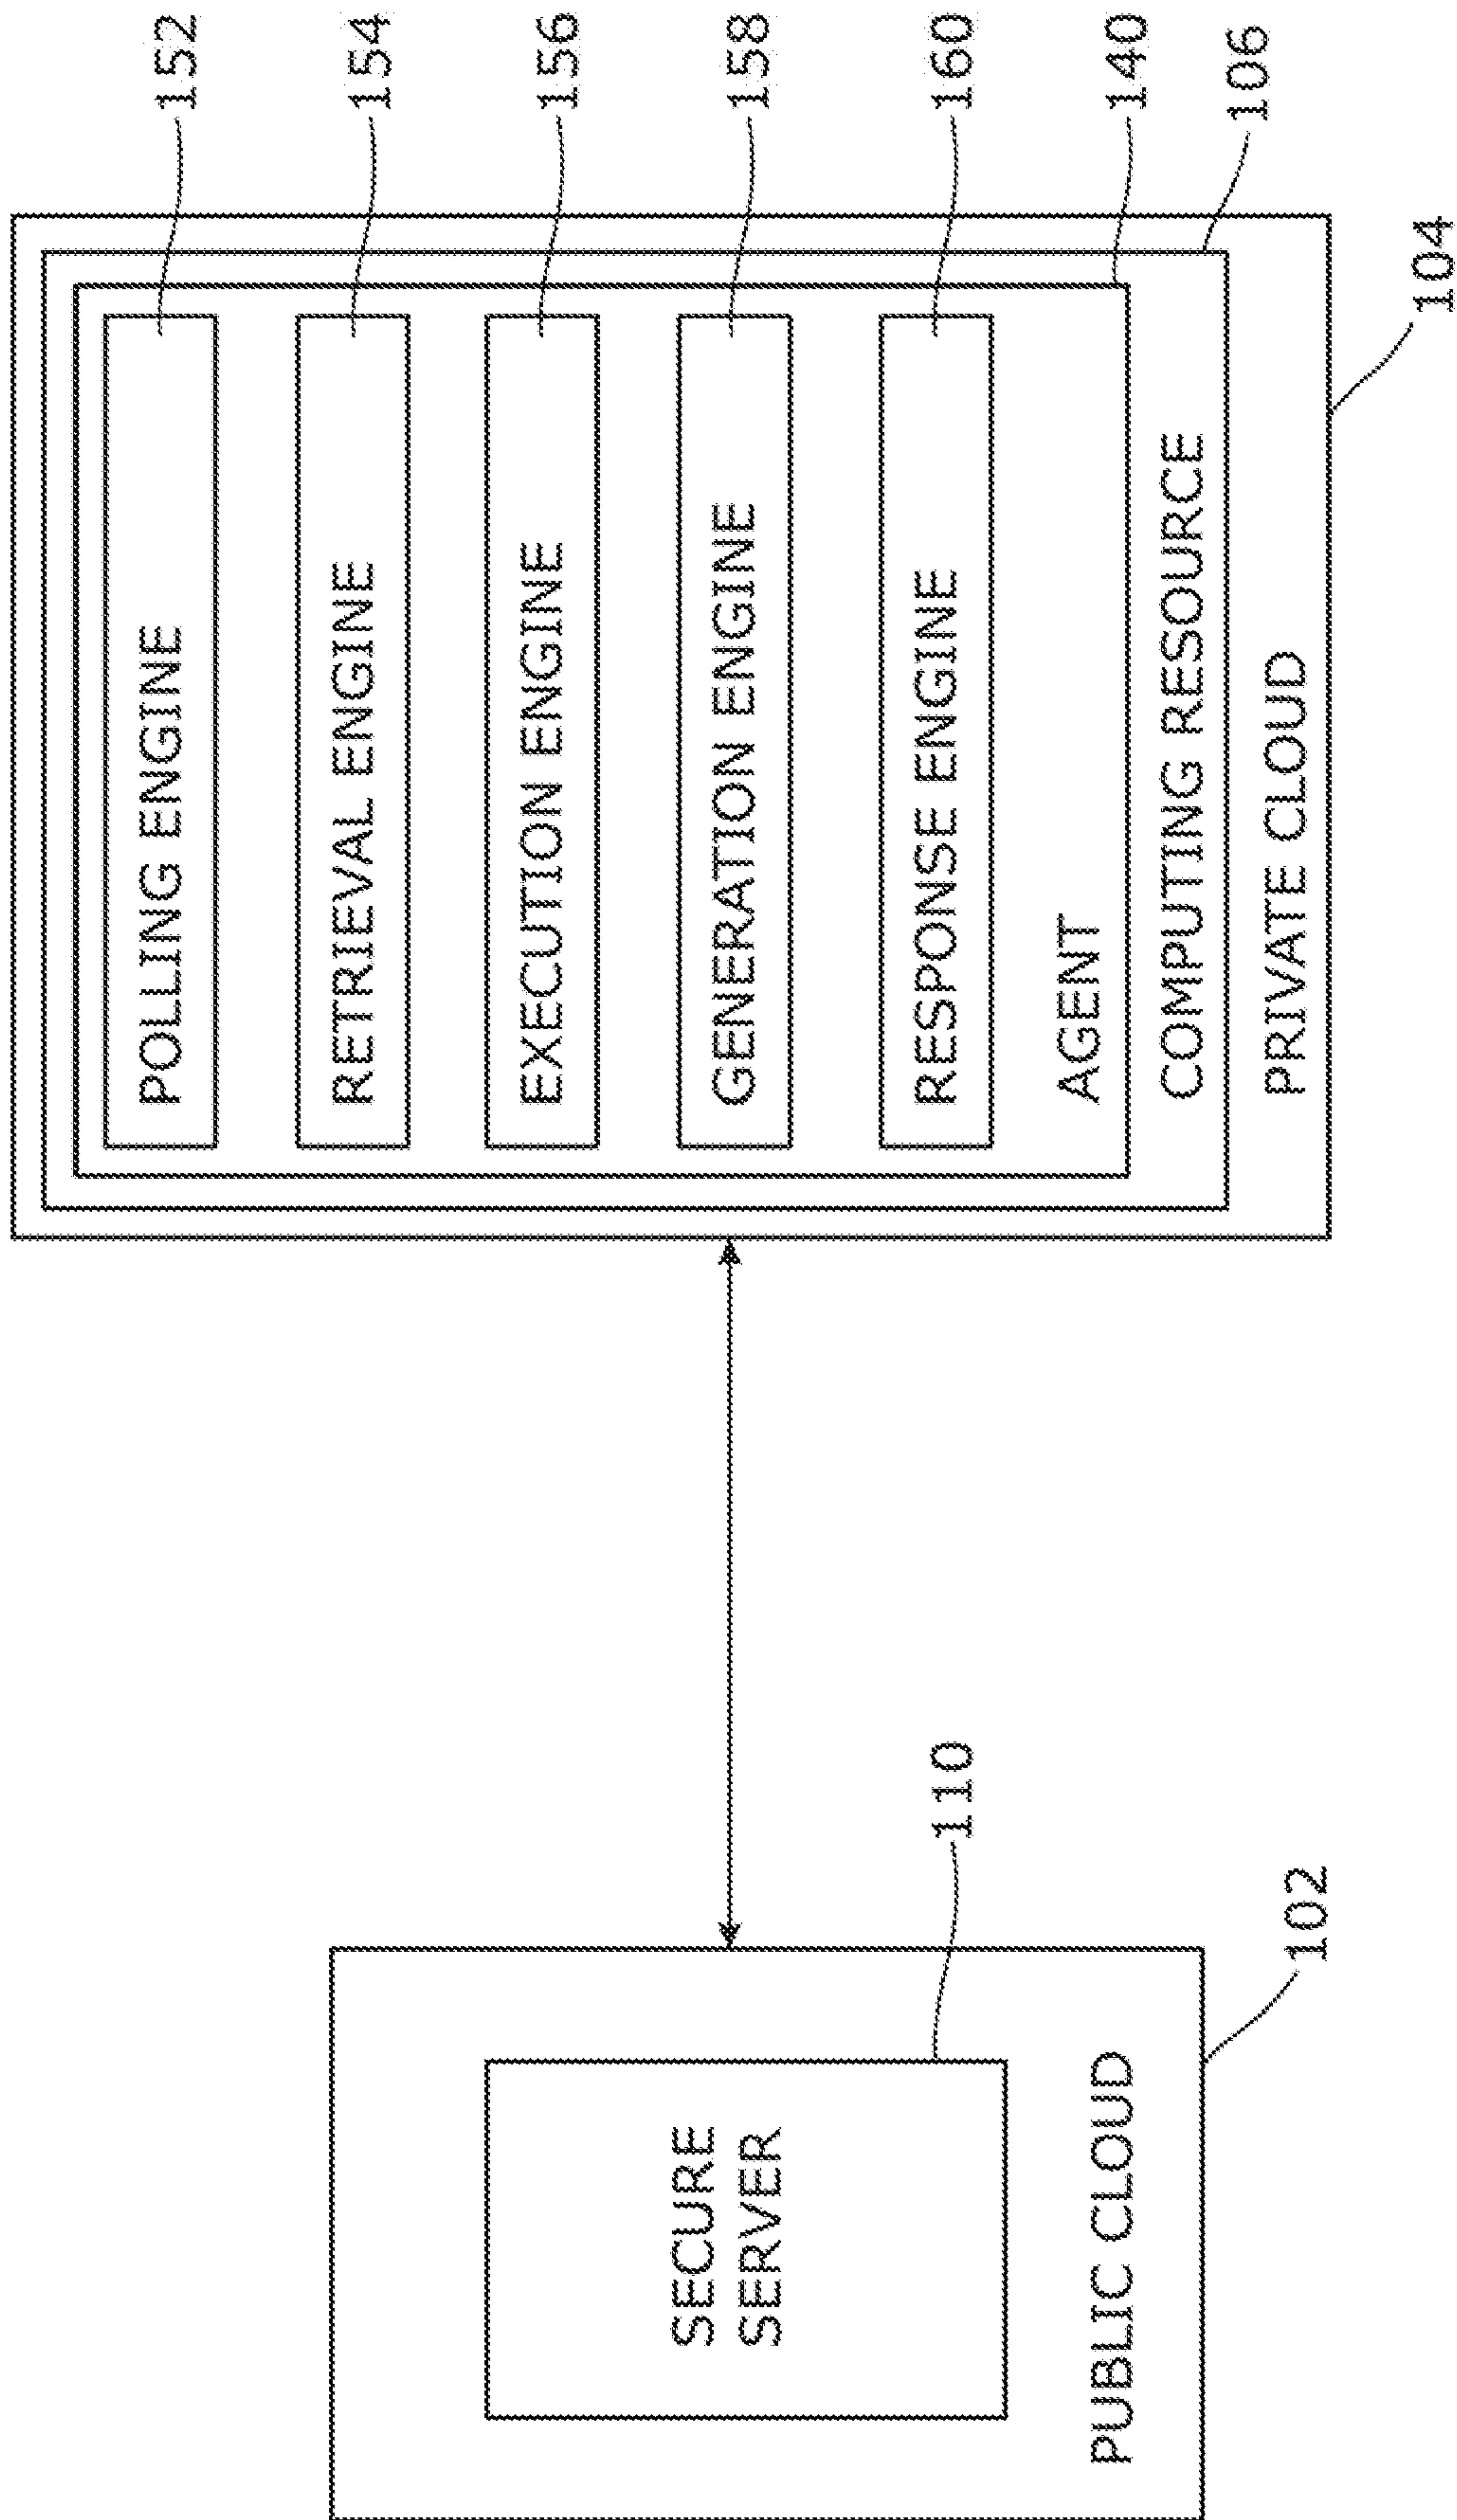 SECURE
SERVER
110
PUBLIC CLOUD
102
POLLING ENGINE
152
RETRIEVAL ENGINE
154
EXECUTION ENGINE
156
GENERATION ENGINE
158
RESPONSE ENGINE
160
AGENT
140
COMPUTING RESOURCE
106
PRIVATE CLOUD
104